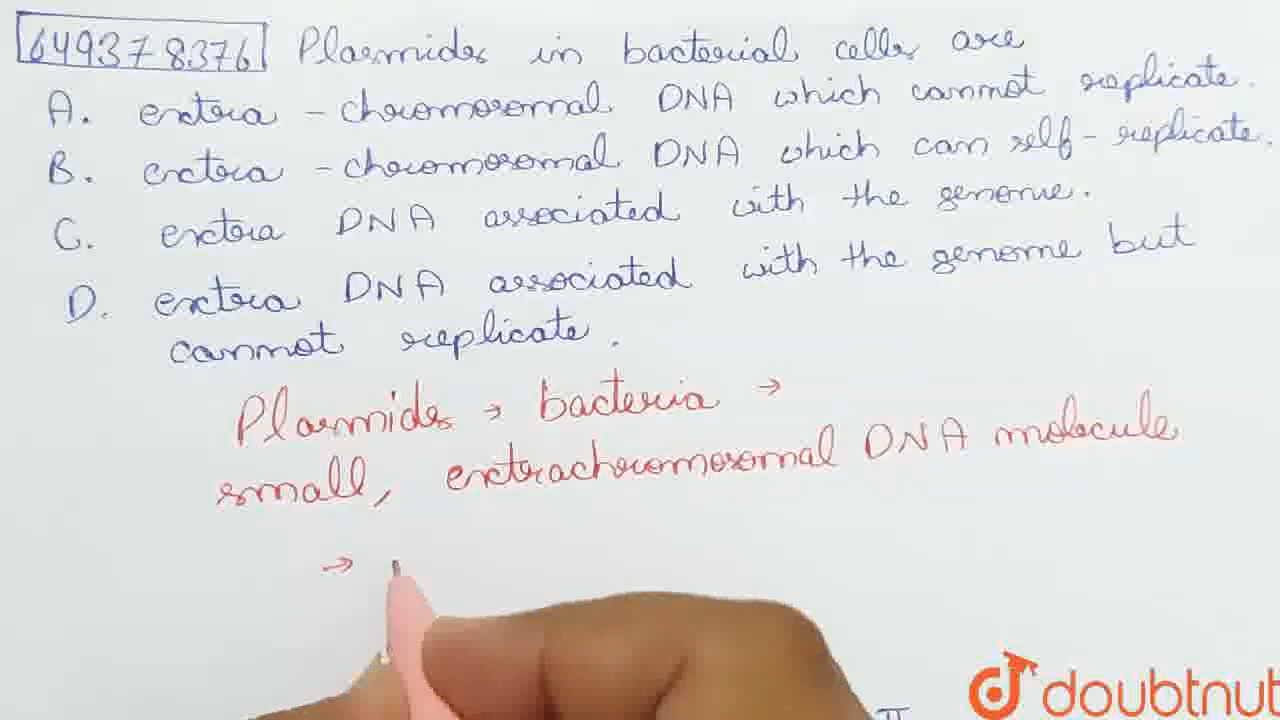 649378376 Plasmids in bacterial cells are
A. extra - chromosomal DNA which cannot replicate.
B. extra - chromosomal DNA which can self - replicate.
C. extra DNA associated with the genome.
D. extra DNA associated with the genome but
cannot replicate.
Plasmids → bacteria →
small, extrachromosomal DNA molecule
→
doubtnut